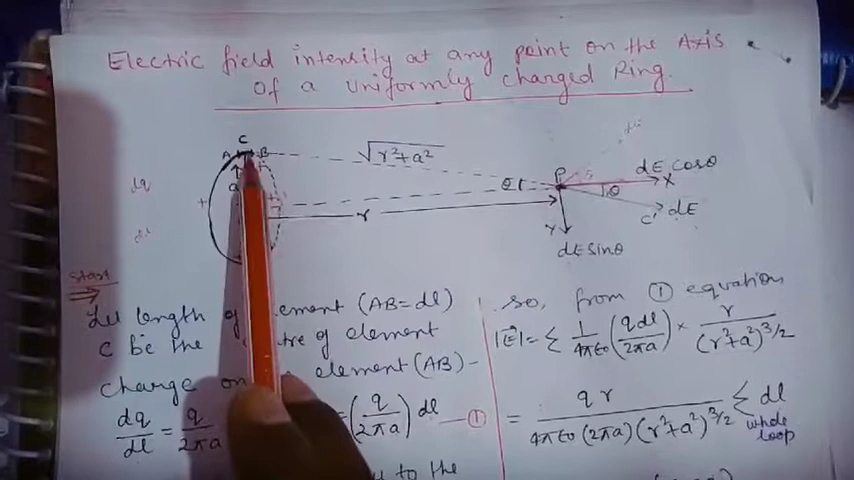 Electric field intensity at any point on the Axis
of a uniformly charged Ring.
C
A B
√r²+a²
P
dE cosθ
X
θ
θ
+
r
C' dE
Y
dE sinθ
Start
Let length of element (AB = dl)
C be the centre of element
Charge on element (AB) -
dq/dl = q/2πa (q/2πa) dl —①
to the
so, from ① equation
|E⃗| = Σ 1/4πε0 (qdl/2πa) × r/(r²+a²)^3/2
= q r/4πε0 (2πa)(r²+a²)^3/2 Σ dl
whole
loop